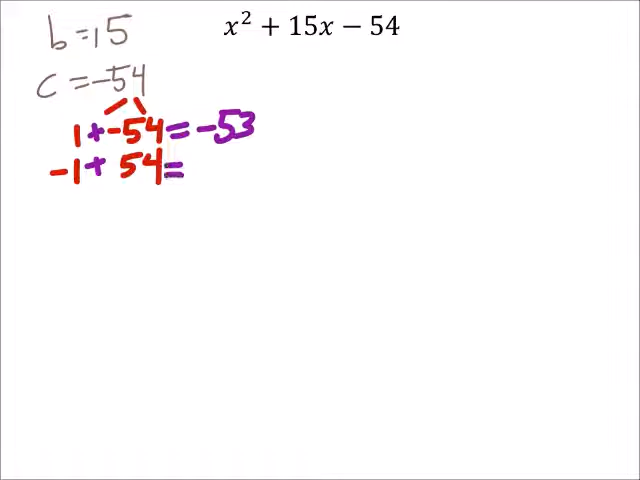 x² + 15x − 54
b=15
c=-54
1+-54=-53
-1+ 54=